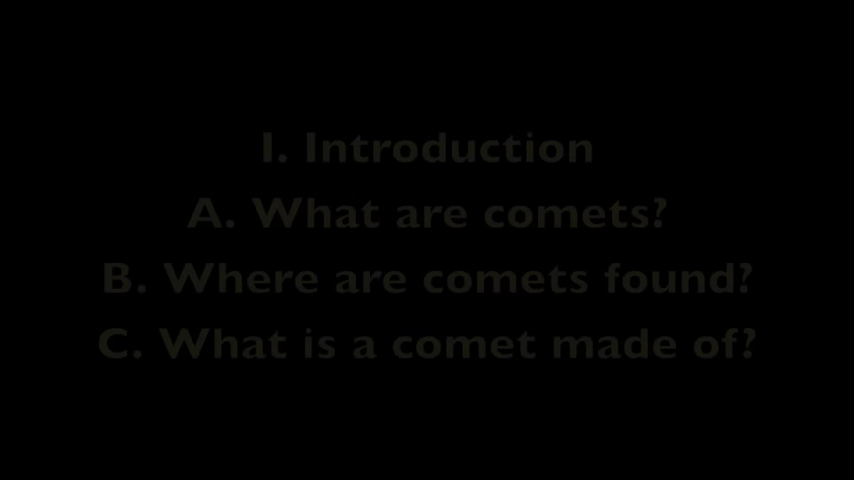 I. Introduction
A. What are comets?
B. Where are comets found?
C. What is a comet made of?